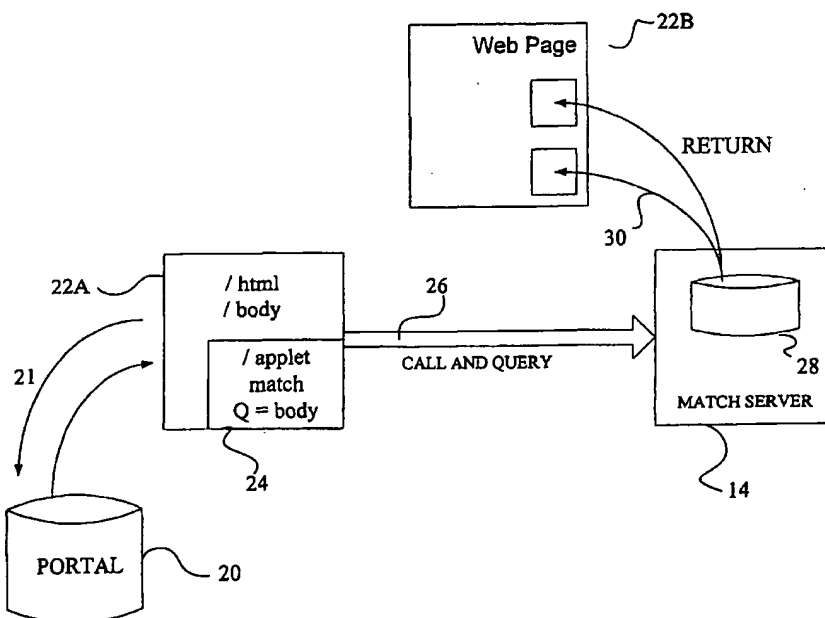 Web Page
22B
RETURN
30
22A
/ html
/ body
26
CALL AND QUERY
/ applet
match
Q = body
21
24
28
MATCH SERVER
14
PORTAL
20